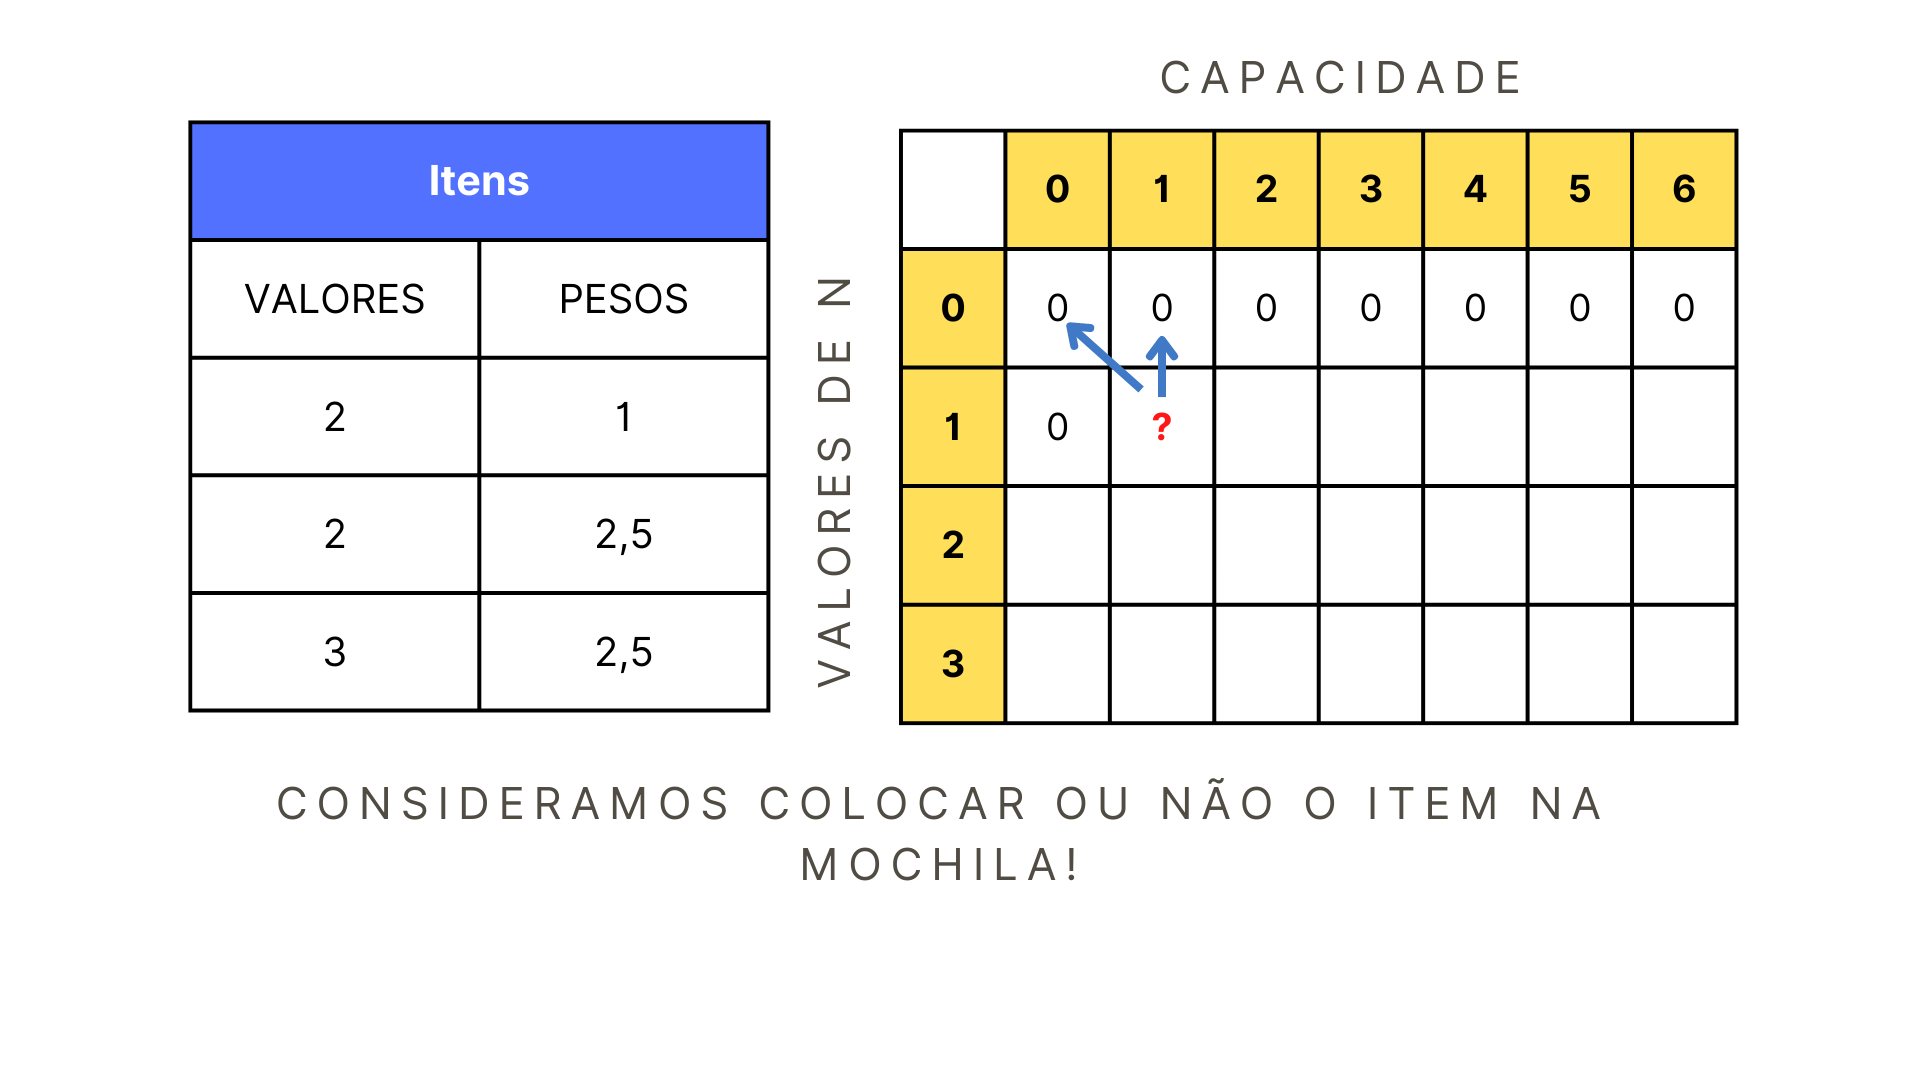 CAPACIDADE
Itens
VALORES PESOS
2 1
2 2,5
3 2,5
VALORES DE N
0 1 2 3 4 5 6
0 0 0 0 0 0 0 0
1 0 ?
2
3
CONSIDERAMOS COLOCAR OU NÃO O ITEM NA
MOCHILA!